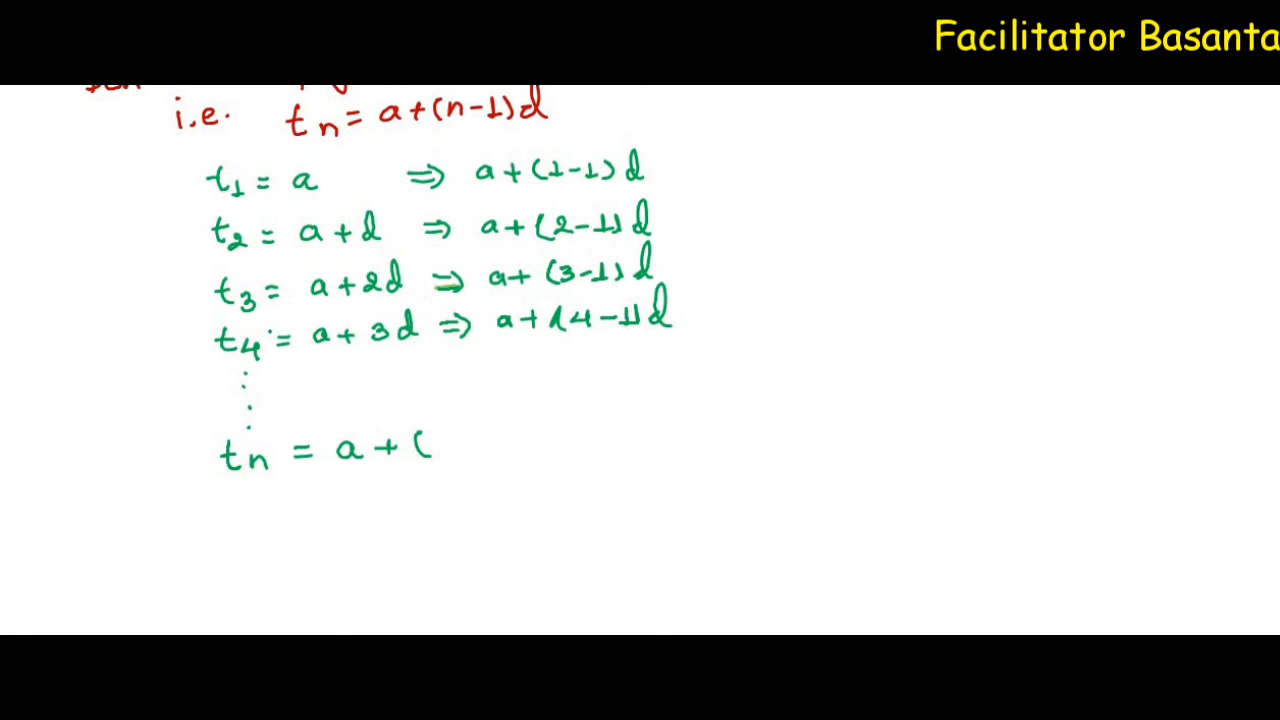 Facilitator Basanta
i.e. tn = a+(n-1)d
t1 = a ⇒ a+(1-1)d
t2 = a+d ⇒ a+(2-1)d
t3 = a+2d ⇒ a+(3-1)d
t4 = a+3d ⇒ a+(4-1)d
tn = a+(